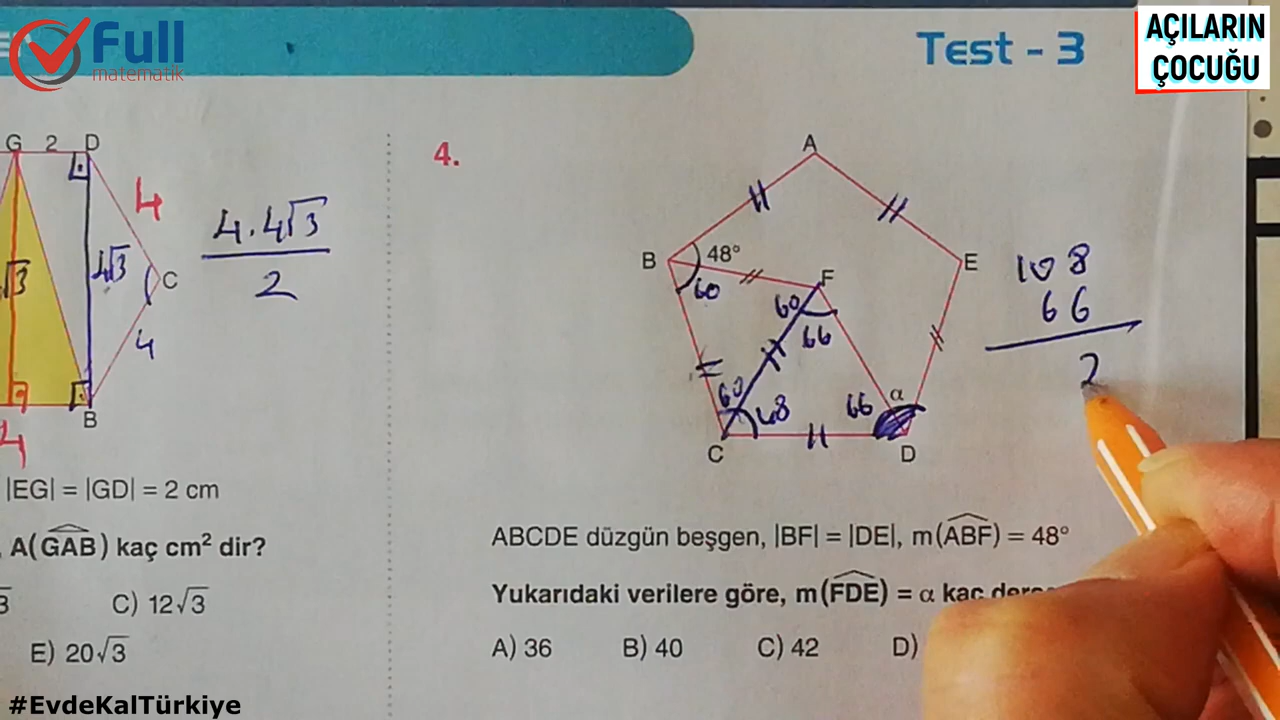 Full
matematik
Test - 3
AÇILARIN
ÇOCUĞU
G 2 D
4
4√3
C
4
B
4.4√3
2
√3
4
|EG| = |GD| = 2 cm
A(GAB) kaç cm² dir?
C) 12√3
E) 20√3
#EvdeKalTürkiye
4.
A
B 48° E
60
F
60
66
60
48
66
α
C D
108
66
2
ABCDE düzgün beşgen, |BF| = |DE|, m(ABF) = 48°
Yukarıdaki verilere göre, m(FDE) = α kaç
A) 36 B) 40 C) 42 D)